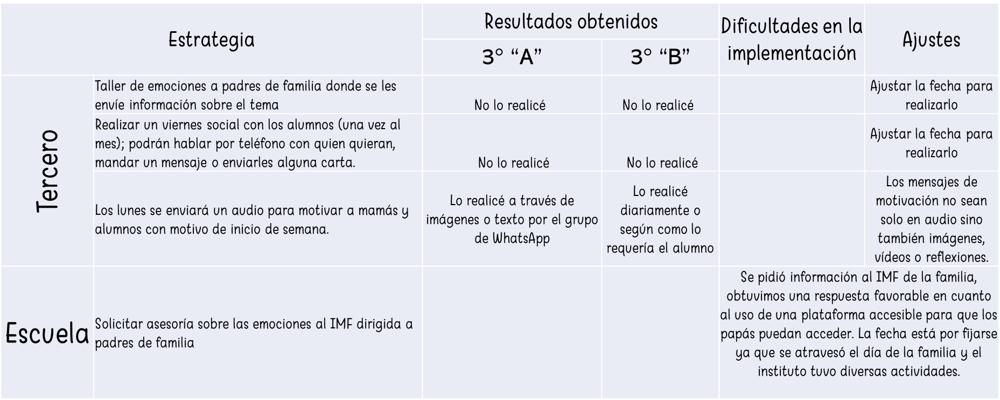 Estrategia
Resultados obtenidos
3° “A”
3° “B”
Dificultades en la
implementación
Ajustes
Tercero
Taller de emociones a padres de familia donde se les
envíe información sobre el tema
No lo realicé
No lo realicé
Ajustar la fecha para
realizarlo
Realizar un viernes social con los alumnos (una vez al
mes); podrán hablar por teléfono con quien quieran,
mandar un mensaje o enviarles alguna carta.
No lo realicé
No lo realicé
Ajustar la fecha para
realizarlo
Los lunes se enviará un audio para motivar a mamás y
alumnos con motivo de inicio de semana.
Lo realicé a través de
imágenes o texto por el grupo
de WhatsApp
Lo realicé
diariamente o
según como lo
requería el alumno
Los mensajes de
motivación no sean
solo en audio sino
también imágenes,
vídeos o reflexiones.
Escuela
Solicitar asesoría sobre las emociones al IMF dirigida a
padres de familia
Se pidió información al IMF de la familia,
obtuvimos una respuesta favorable en cuanto
al uso de una plataforma accesible para que los
papás puedan acceder. La fecha está por fijarse
ya que se atravesó el día de la familia y el
instituto tuvo diversas actividades.